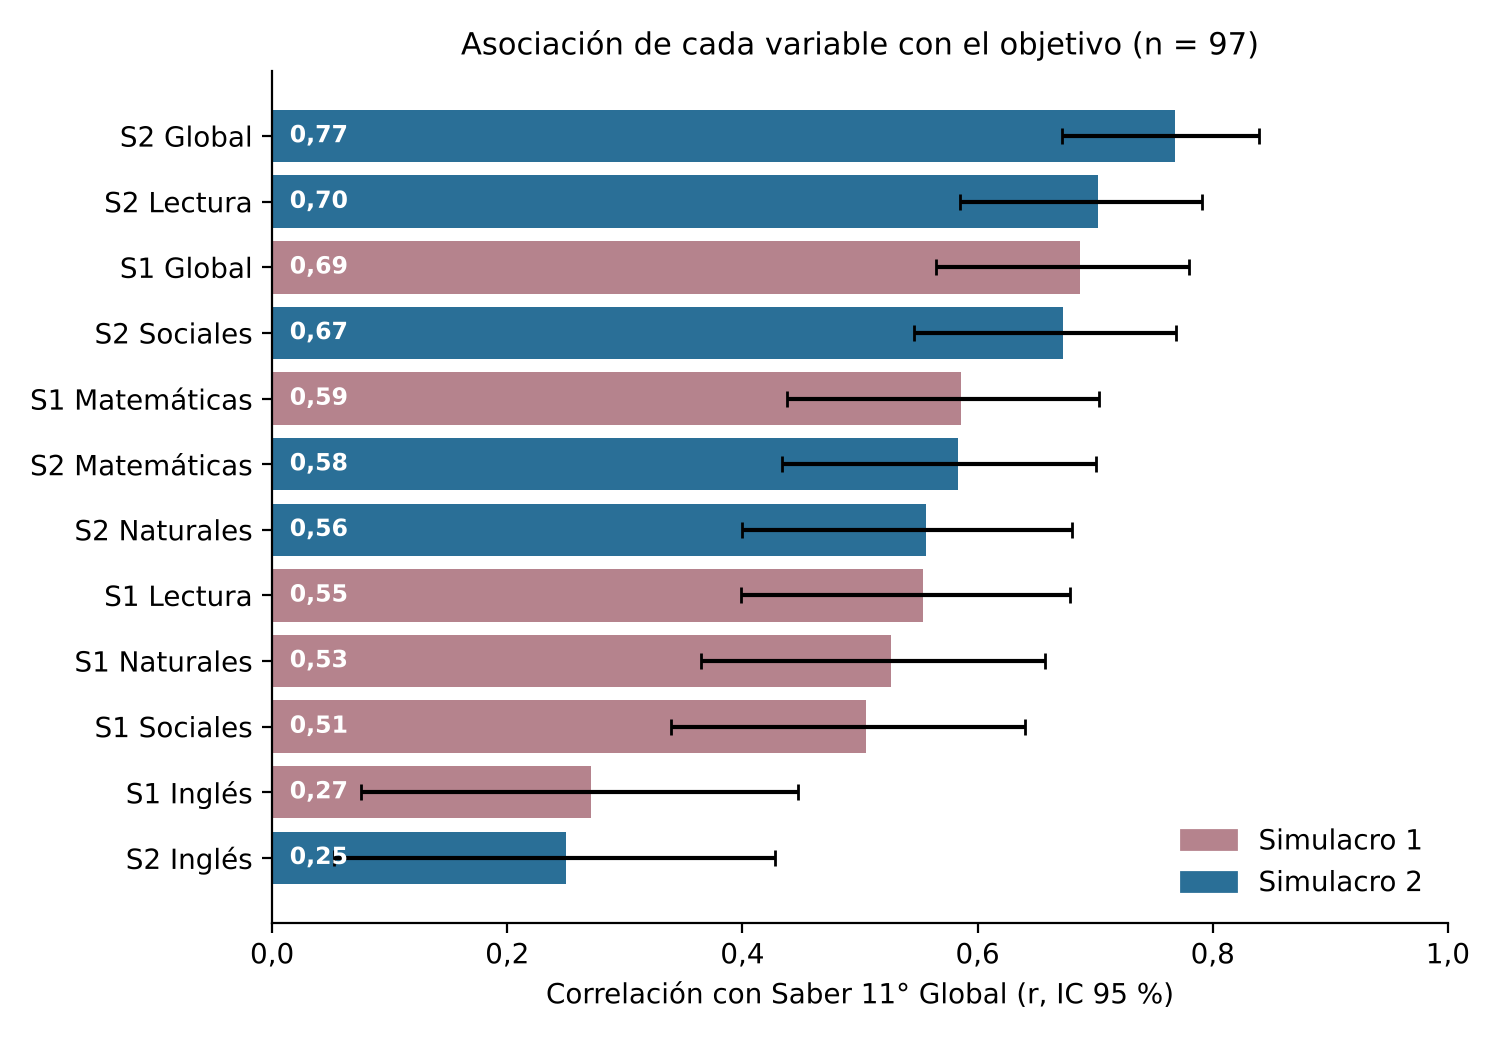 Asociación de cada variable con el objetivo (n = 97)
S2 Global 0,77
S2 Lectura 0,70
S1 Global 0,69
S2 Sociales 0,67
S1 Matemáticas 0,59
S2 Matemáticas 0,58
S2 Naturales 0,56
S1 Lectura 0,55
S1 Naturales 0,53
S1 Sociales 0,51
S1 Inglés 0,27
S2 Inglés 0,25
Simulacro 1
Simulacro 2
0,0 0,2 0,4 0,6 0,8 1,0
Correlación con Saber 11° Global (r, IC 95 %)